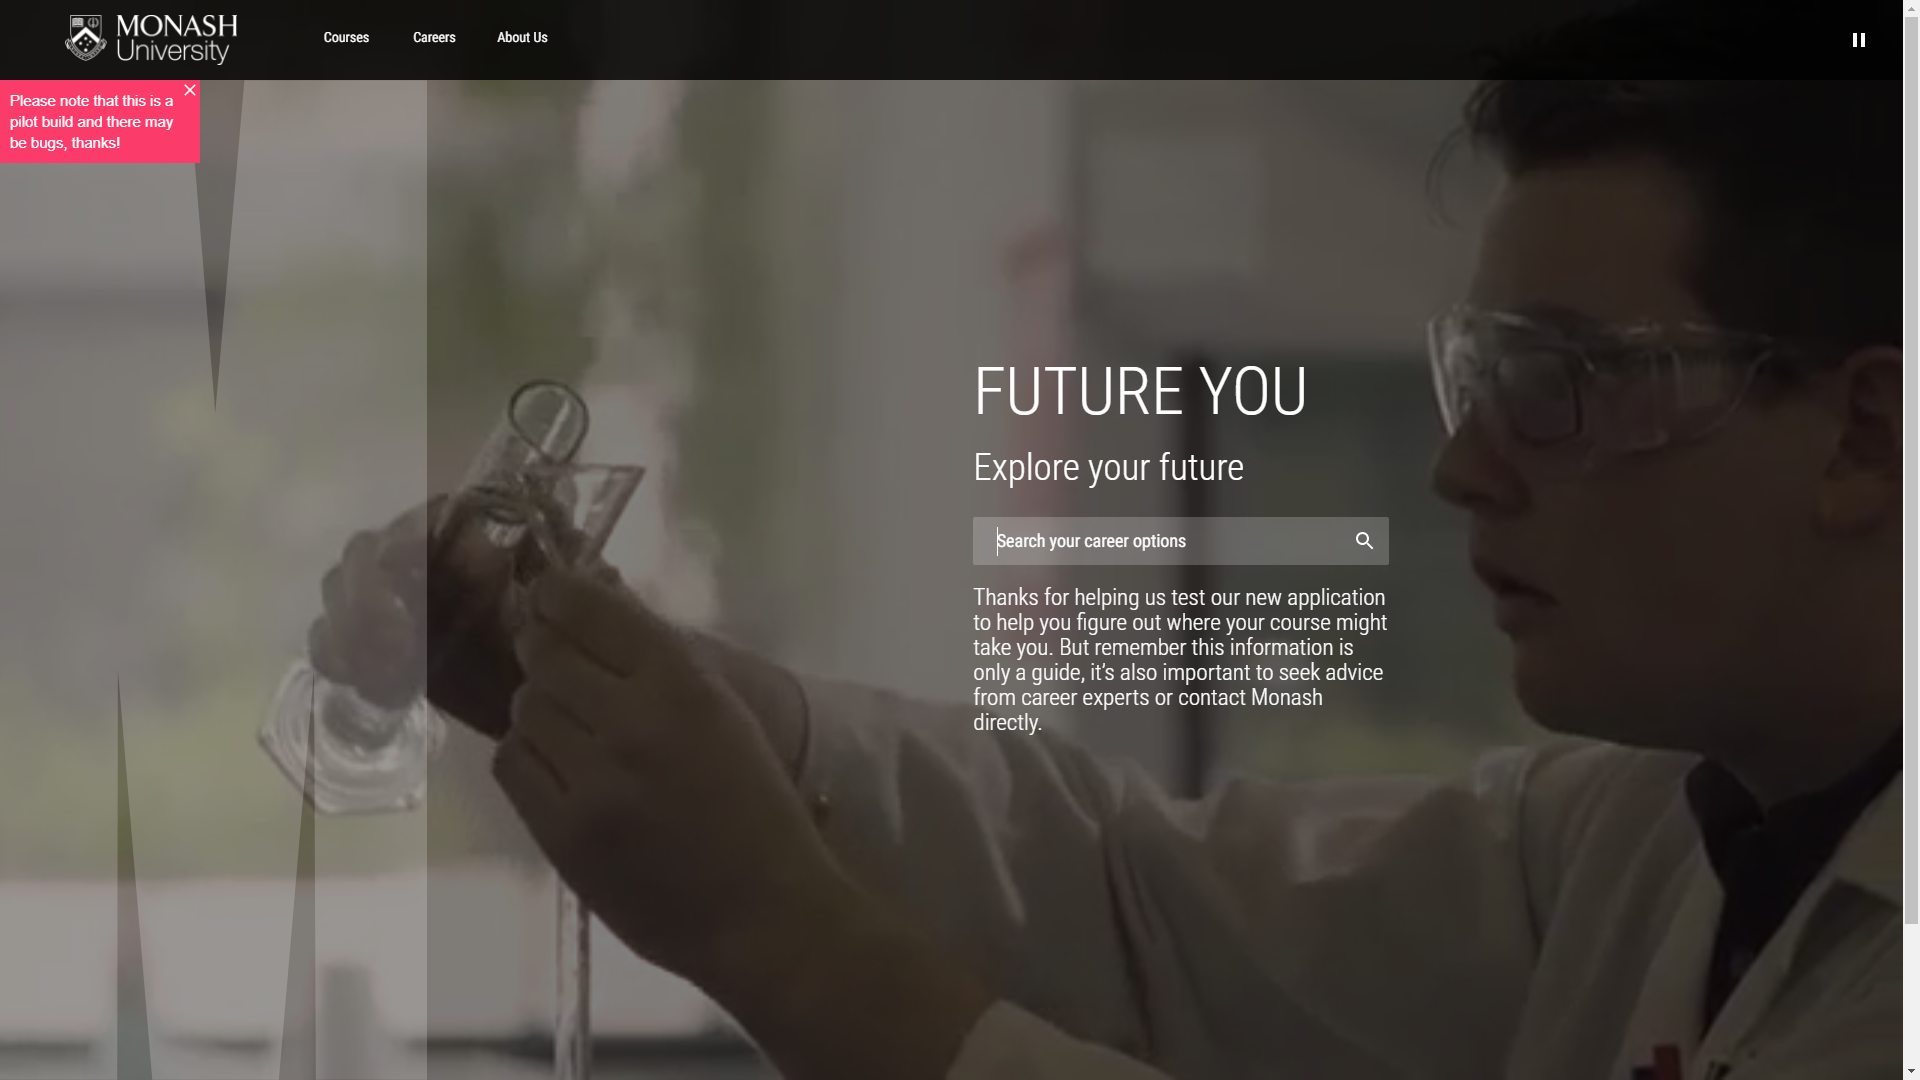 MONASH
University
Courses
Careers
About Us
Please note that this is a
pilot build and there may
be bugs, thanks!
FUTURE YOU
Explore your future
Search your career options
Thanks for helping us test our new application
to help you figure out where your course might
take you. But remember this information is
only a guide, it's also important to seek advice
from career experts or contact Monash
directly.